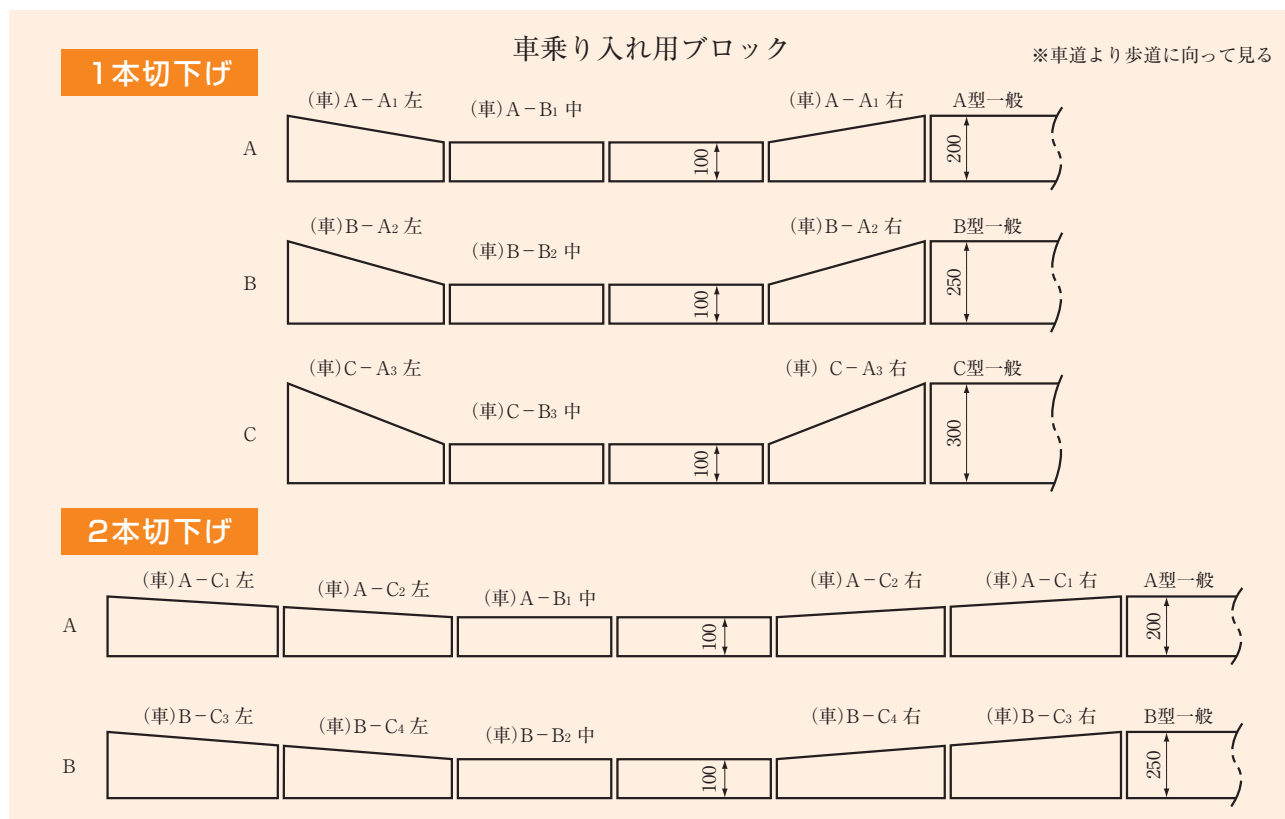 車乗り入れ用ブロック
※車道より歩道に向って見る
1本切下げ
(車)A−A1 左
(車)A−B1 中
(車)A−A1 右
A型一般
A
100
200
(車)B−A2 左
(車)B−B2 中
(車)B−A2 右
B型一般
B
100
250
(車)C−A3 左
(車)C−B3 中
(車) C−A3 右
C型一般
C
100
300
2本切下げ
(車)A−C1 左
(車)A−C2 左
(車)A−B1 中
(車)A−C2 右
(車)A−C1 右
A型一般
A
100
200
(車)B−C3 左
(車)B−C4 左
(車)B−B2 中
(車)B−C4 右
(車)B−C3 右
B型一般
B
100
250